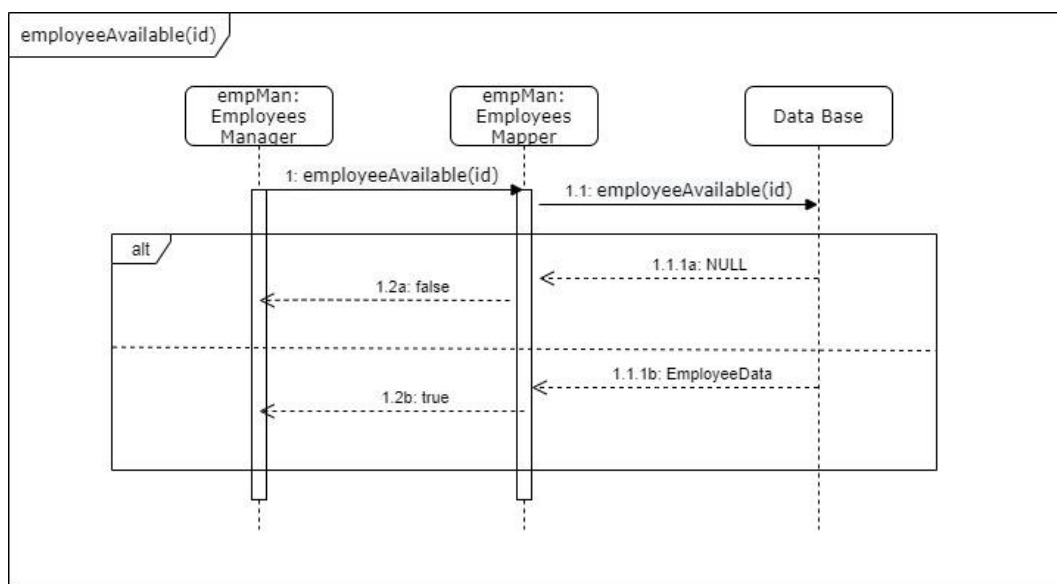 employeeAvailable(id)
empMan:
Employees
Manager
empMan:
Employees
Mapper
Data Base
1: employeeAvailable(id)
1.1: employeeAvailable(id)
alt
1.1.1a: NULL
1.2a: false
1.1.1b: EmployeeData
1.2b: true